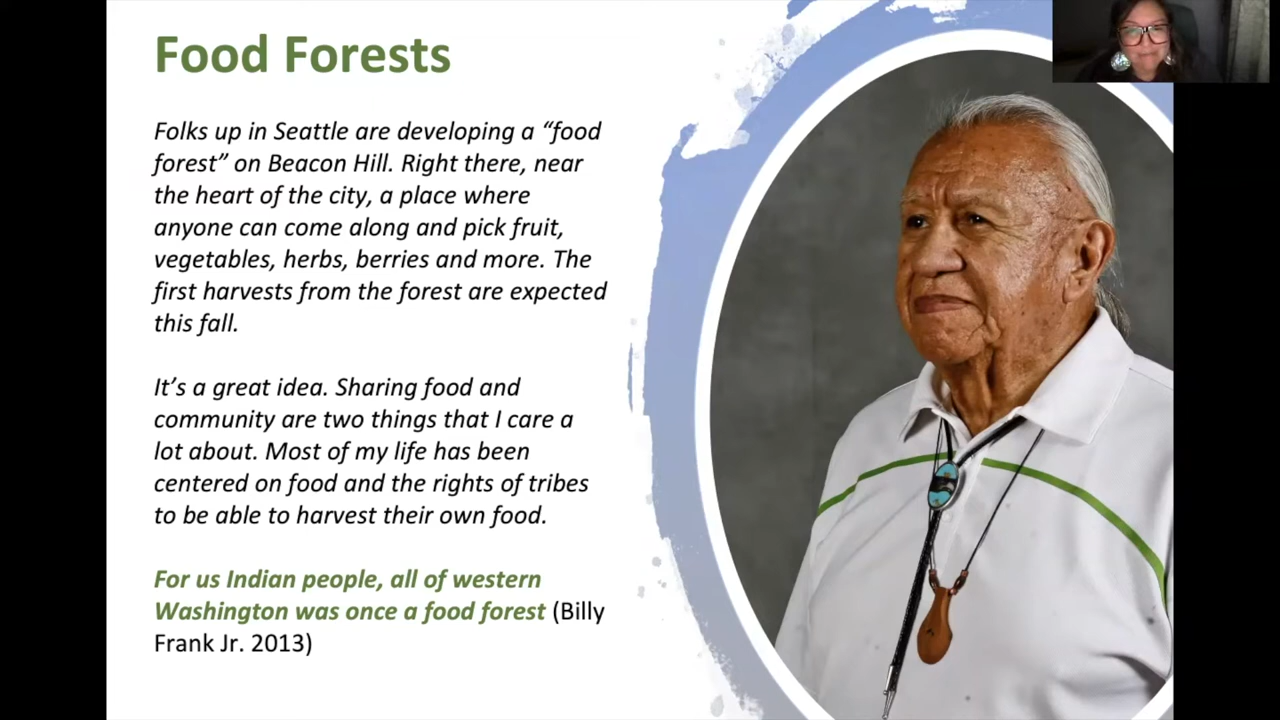 Food Forests
Folks up in Seattle are developing a “food
forest” on Beacon Hill. Right there, near
the heart of the city, a place where
anyone can come along and pick fruit,
vegetables, herbs, berries and more. The
first harvests from the forest are expected
this fall.
It’s a great idea. Sharing food and
community are two things that I care a
lot about. Most of my life has been
centered on food and the rights of tribes
to be able to harvest their own food.
For us Indian people, all of western
Washington was once a food forest (Billy
Frank Jr. 2013)